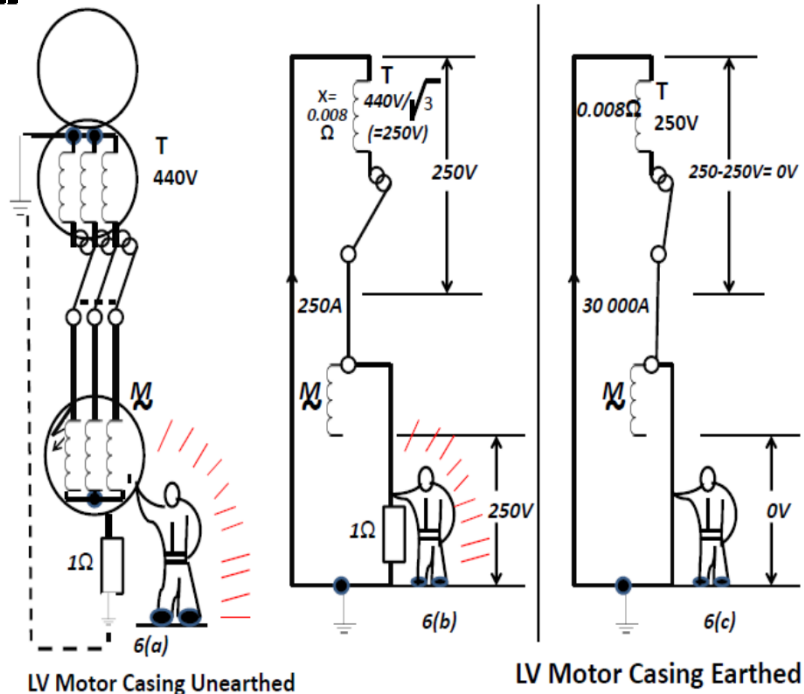 T
440V
M
1Ω
6(a)
LV Motor Casing Unearthed
X=
0.008
Ω
T
440V/√3
(=250V)
250V
250A
M
1Ω
250V
6(b)
0.008Ω
T
250V
250-250V= 0V
30 000A
M
0V
6(c)
LV Motor Casing Earthed